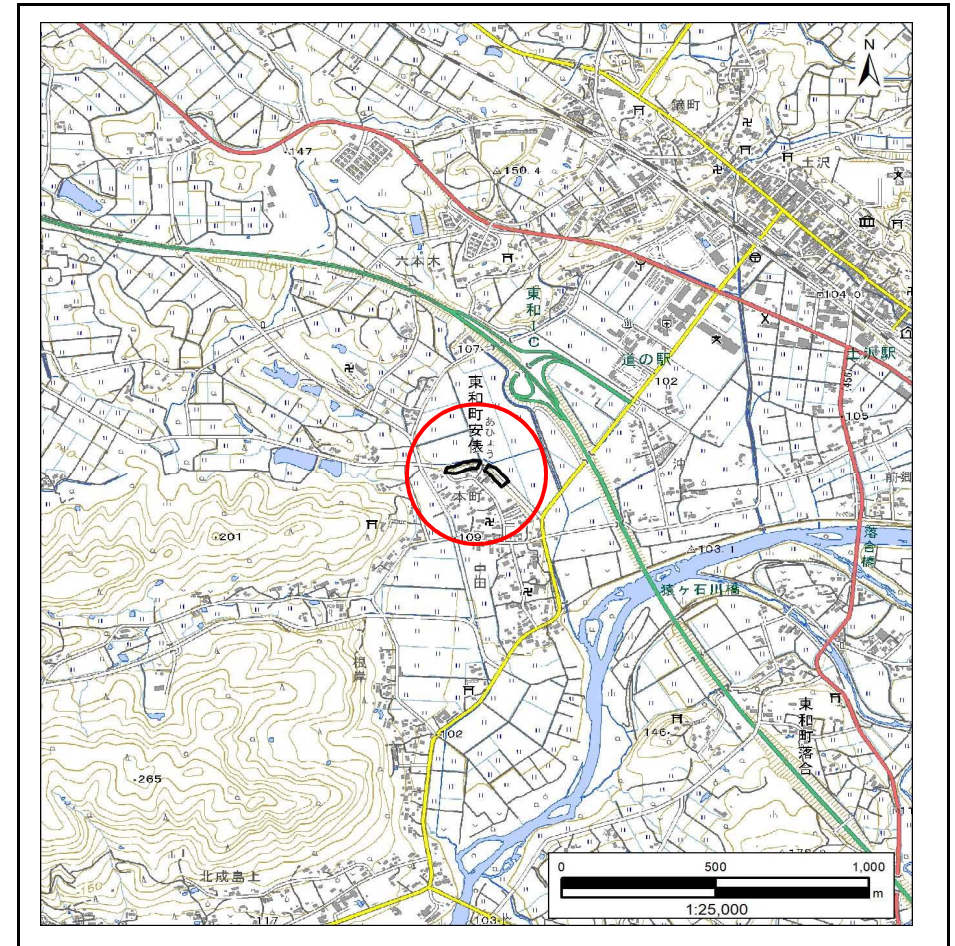 N
鏑町
土沢
147
150.4
六本木
東和IC
104.0
道の駅
土沢駅
107
102
456
105
東和町安俵
あひょう
沖
前郷
本町
201
109
103.1
落合橋
中田
猿ヶ石川橋
根岸
東和町落合
146
102
265
北成島上
150
117
103
0 500 1,000
m
1:25,000